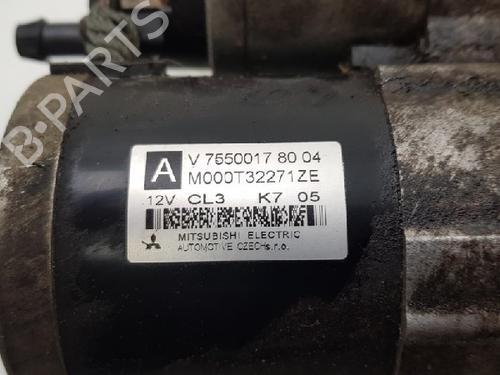 B-PARTS
A
V 7550017 80 04
M000T32271ZE
12V CL3 K7 05
MITSUBISHI ELECTRIC
AUTOMOTIVE CZECH s.r.o.